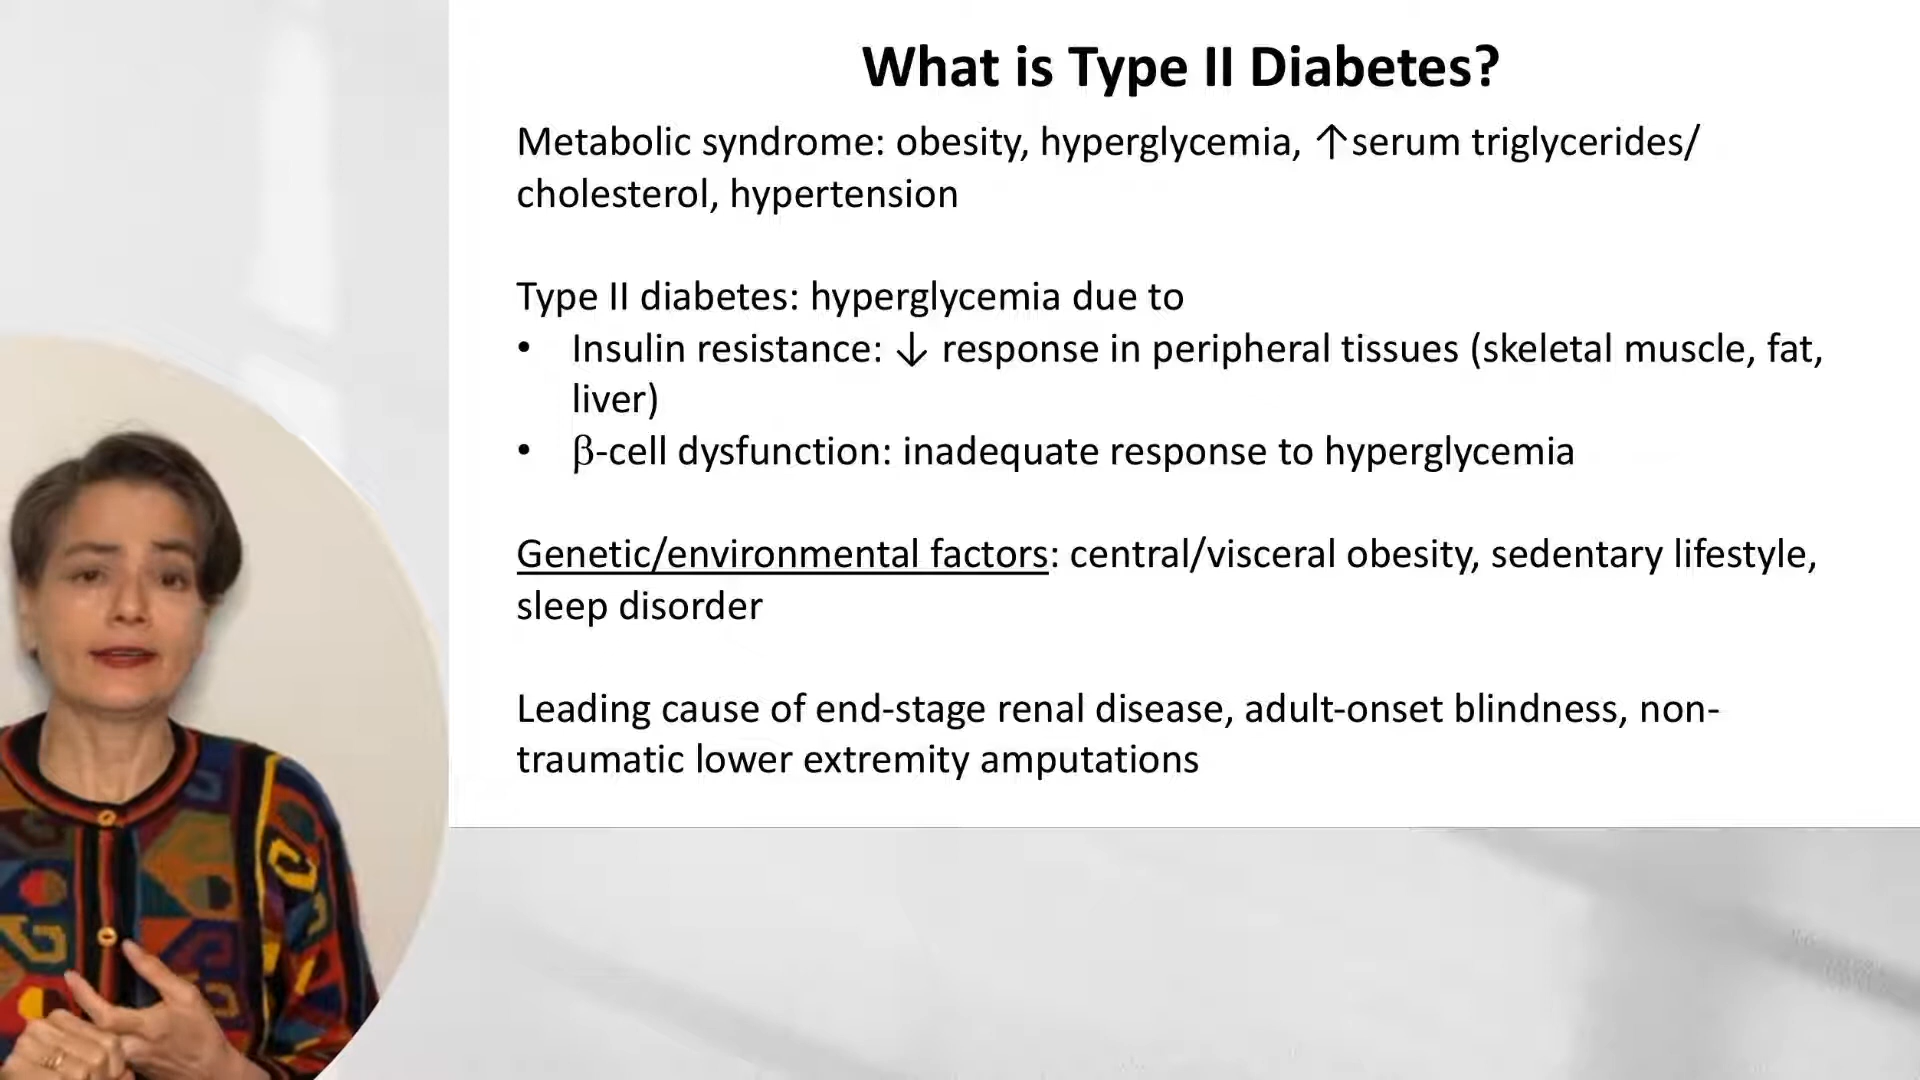 What is Type II Diabetes?
Metabolic syndrome: obesity, hyperglycemia, ↑serum triglycerides/
cholesterol, hypertension
Type II diabetes: hyperglycemia due to
• Insulin resistance: ↓ response in peripheral tissues (skeletal muscle, fat,
liver)
• β-cell dysfunction: inadequate response to hyperglycemia
Genetic/environmental factors: central/visceral obesity, sedentary lifestyle,
sleep disorder
Leading cause of end-stage renal disease, adult-onset blindness, non-
traumatic lower extremity amputations